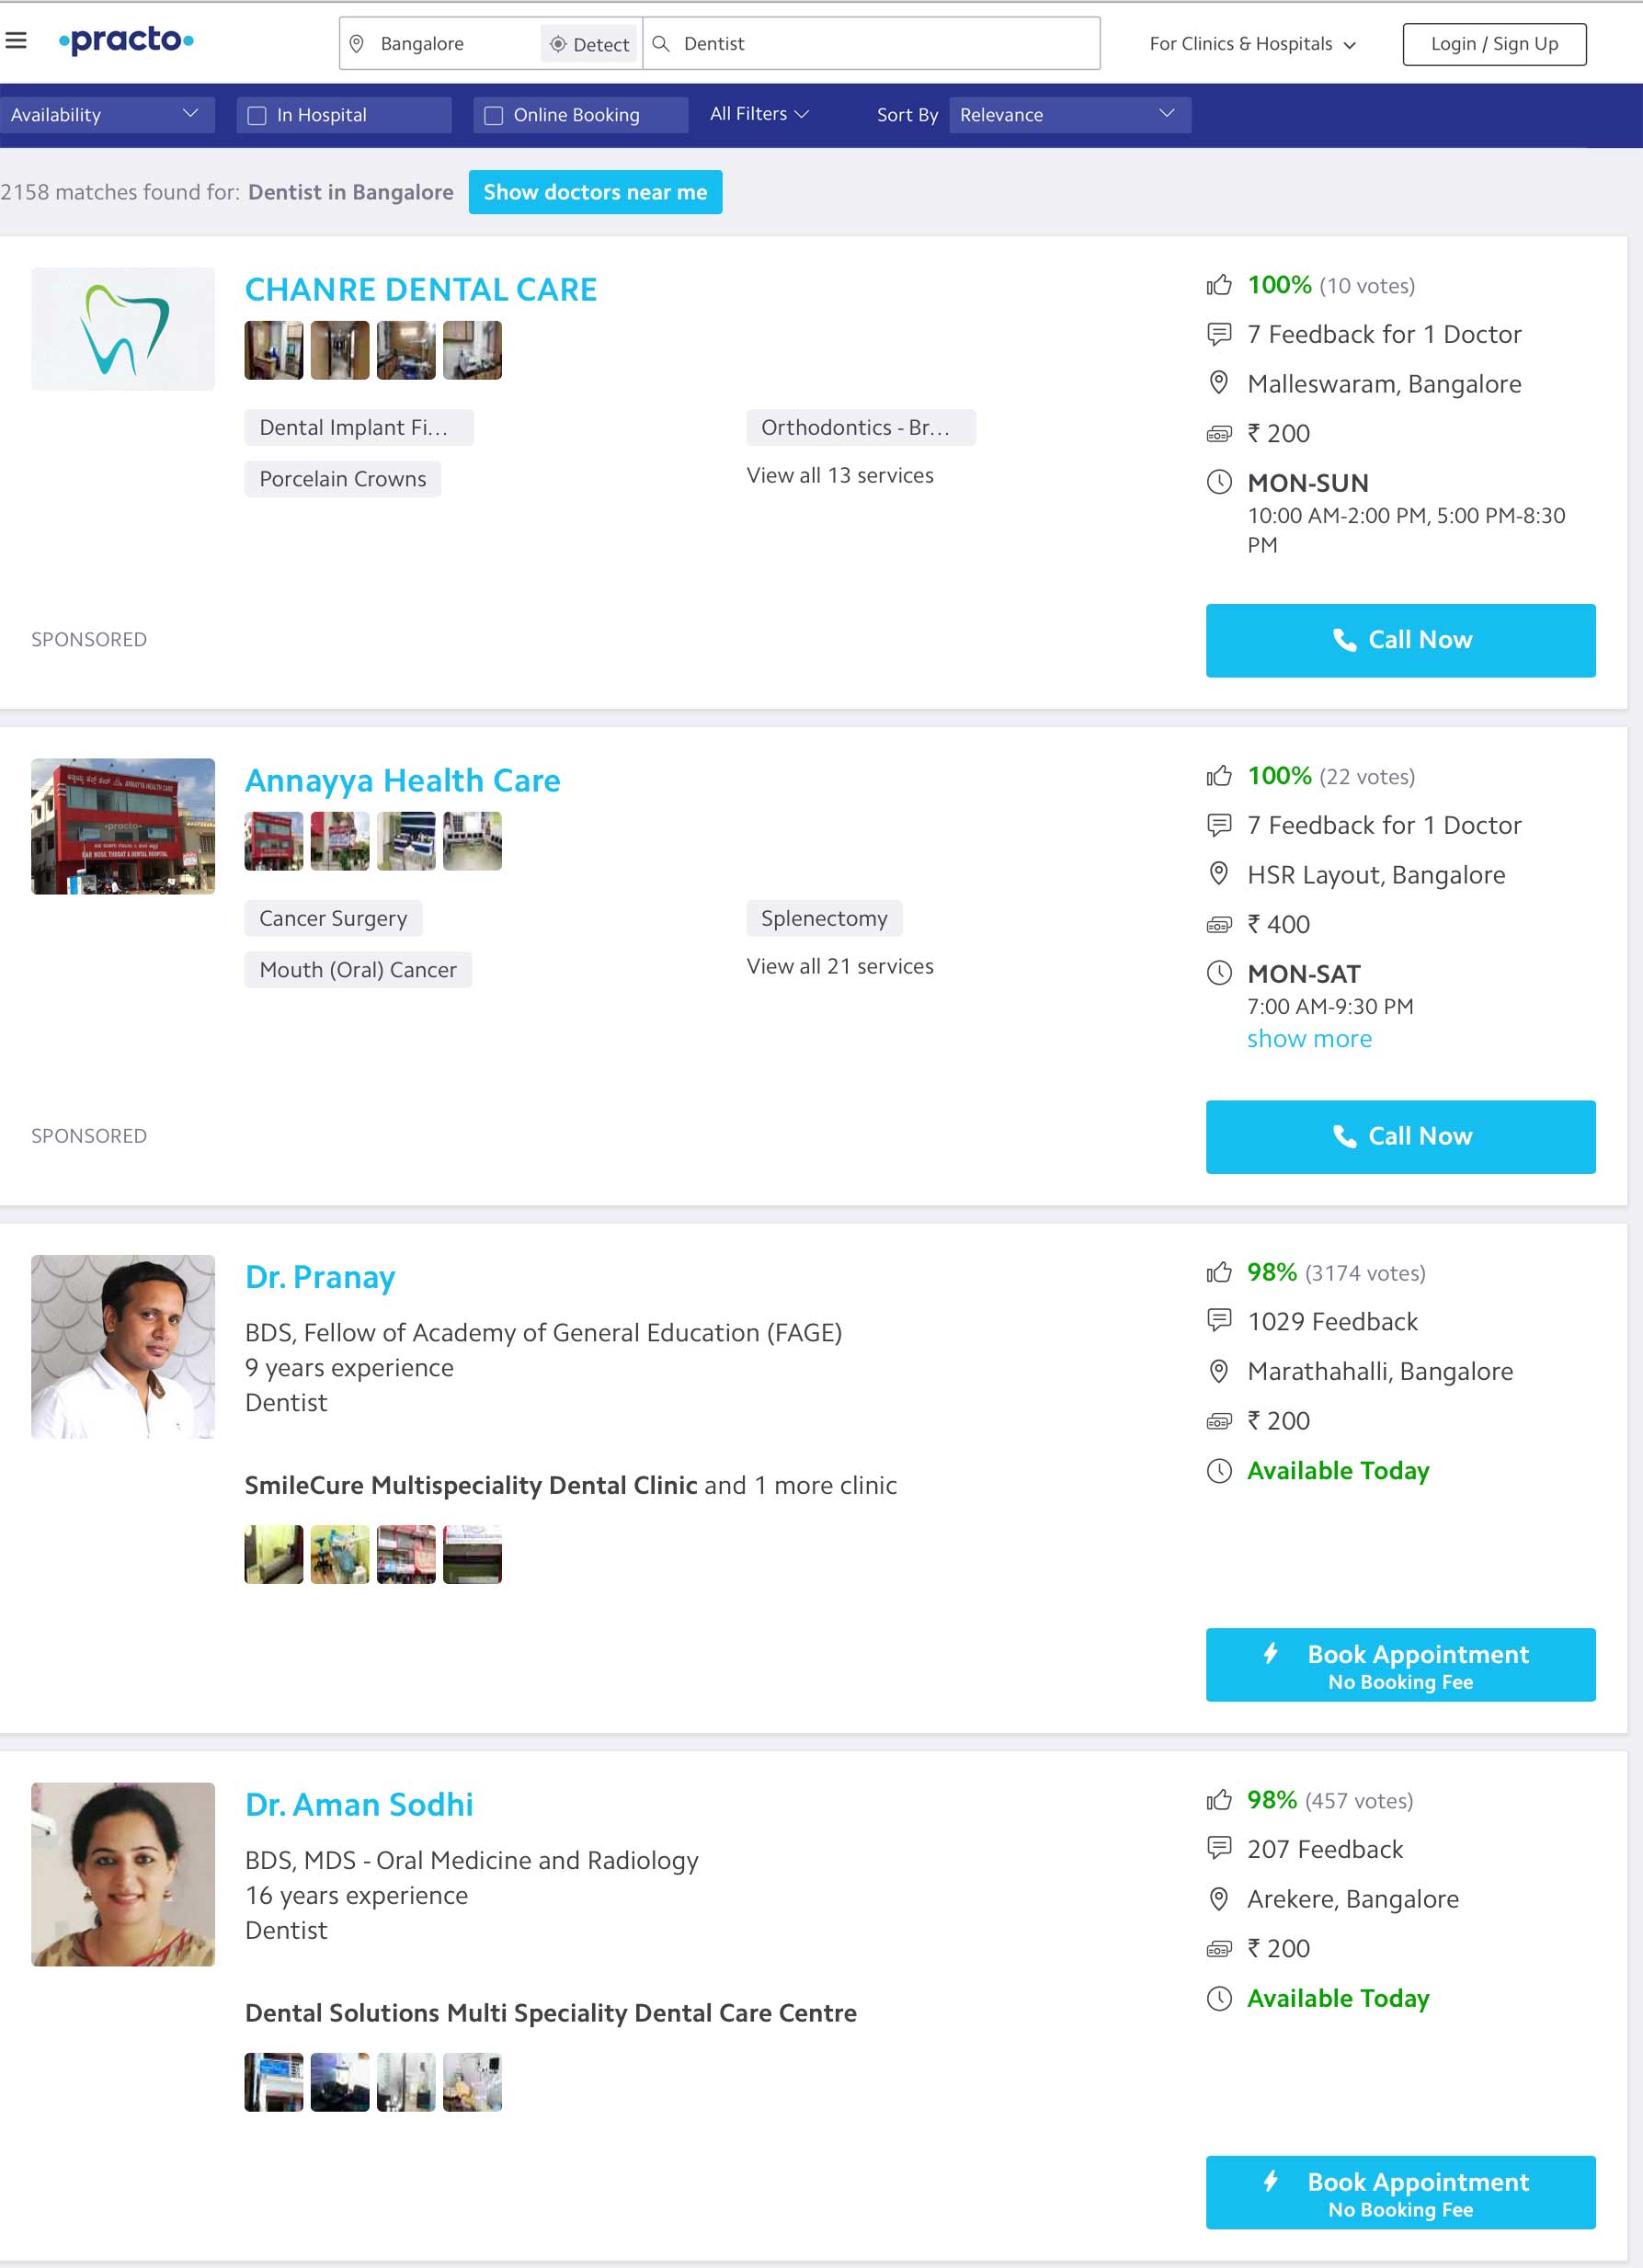 practo
Bangalore
Detect
Dentist
For Clinics & Hospitals
Login / Sign Up
Availability
In Hospital
Online Booking
All Filters
Sort By
Relevance
2158 matches found for: Dentist in Bangalore
Show doctors near me
CHANRE DENTAL CARE
Dental Implant Fi...
Orthodontics - Br...
Porcelain Crowns
View all 13 services
100% (10 votes)
7 Feedback for 1 Doctor
Malleswaram, Bangalore
₹ 200
MON-SUN
10:00 AM-2:00 PM, 5:00 PM-8:30
PM
SPONSORED
Call Now
ANNAYYA HEALTH CARE
practo
EAR NOSE THROAT & DENTAL HOSPITAL
Annayya Health Care
Cancer Surgery
Splenectomy
Mouth (Oral) Cancer
View all 21 services
100% (22 votes)
7 Feedback for 1 Doctor
HSR Layout, Bangalore
₹ 400
MON-SAT
7:00 AM-9:30 PM
show more
SPONSORED
Call Now
Dr. Pranay
BDS, Fellow of Academy of General Education (FAGE)
9 years experience
Dentist
SmileCure Multispeciality Dental Clinic and 1 more clinic
98% (3174 votes)
1029 Feedback
Marathahalli, Bangalore
₹ 200
Available Today
Book Appointment
No Booking Fee
Dr. Aman Sodhi
BDS, MDS - Oral Medicine and Radiology
16 years experience
Dentist
Dental Solutions Multi Speciality Dental Care Centre
98% (457 votes)
207 Feedback
Arekere, Bangalore
₹ 200
Available Today
Book Appointment
No Booking Fee